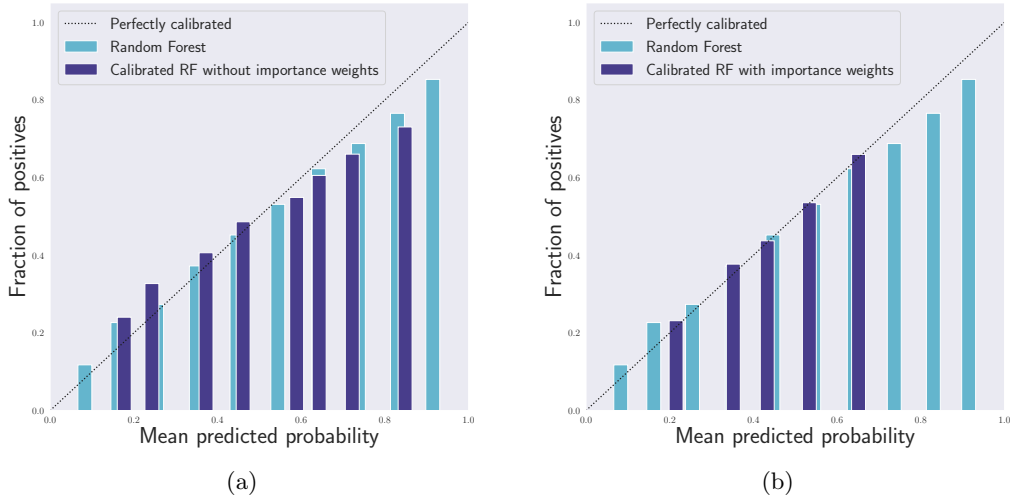 Perfectly calibrated
Random Forest
Calibrated RF without importance weights
Fraction of positives
1.0
0.8
0.6
0.4
0.2
0.0
0.0 0.2 0.4 0.6 0.8 1.0
Mean predicted probability
(a)
Perfectly calibrated
Random Forest
Calibrated RF with importance weights
Fraction of positives
1.0
0.8
0.6
0.4
0.2
0.0
0.0 0.2 0.4 0.6 0.8 1.0
Mean predicted probability
(b)